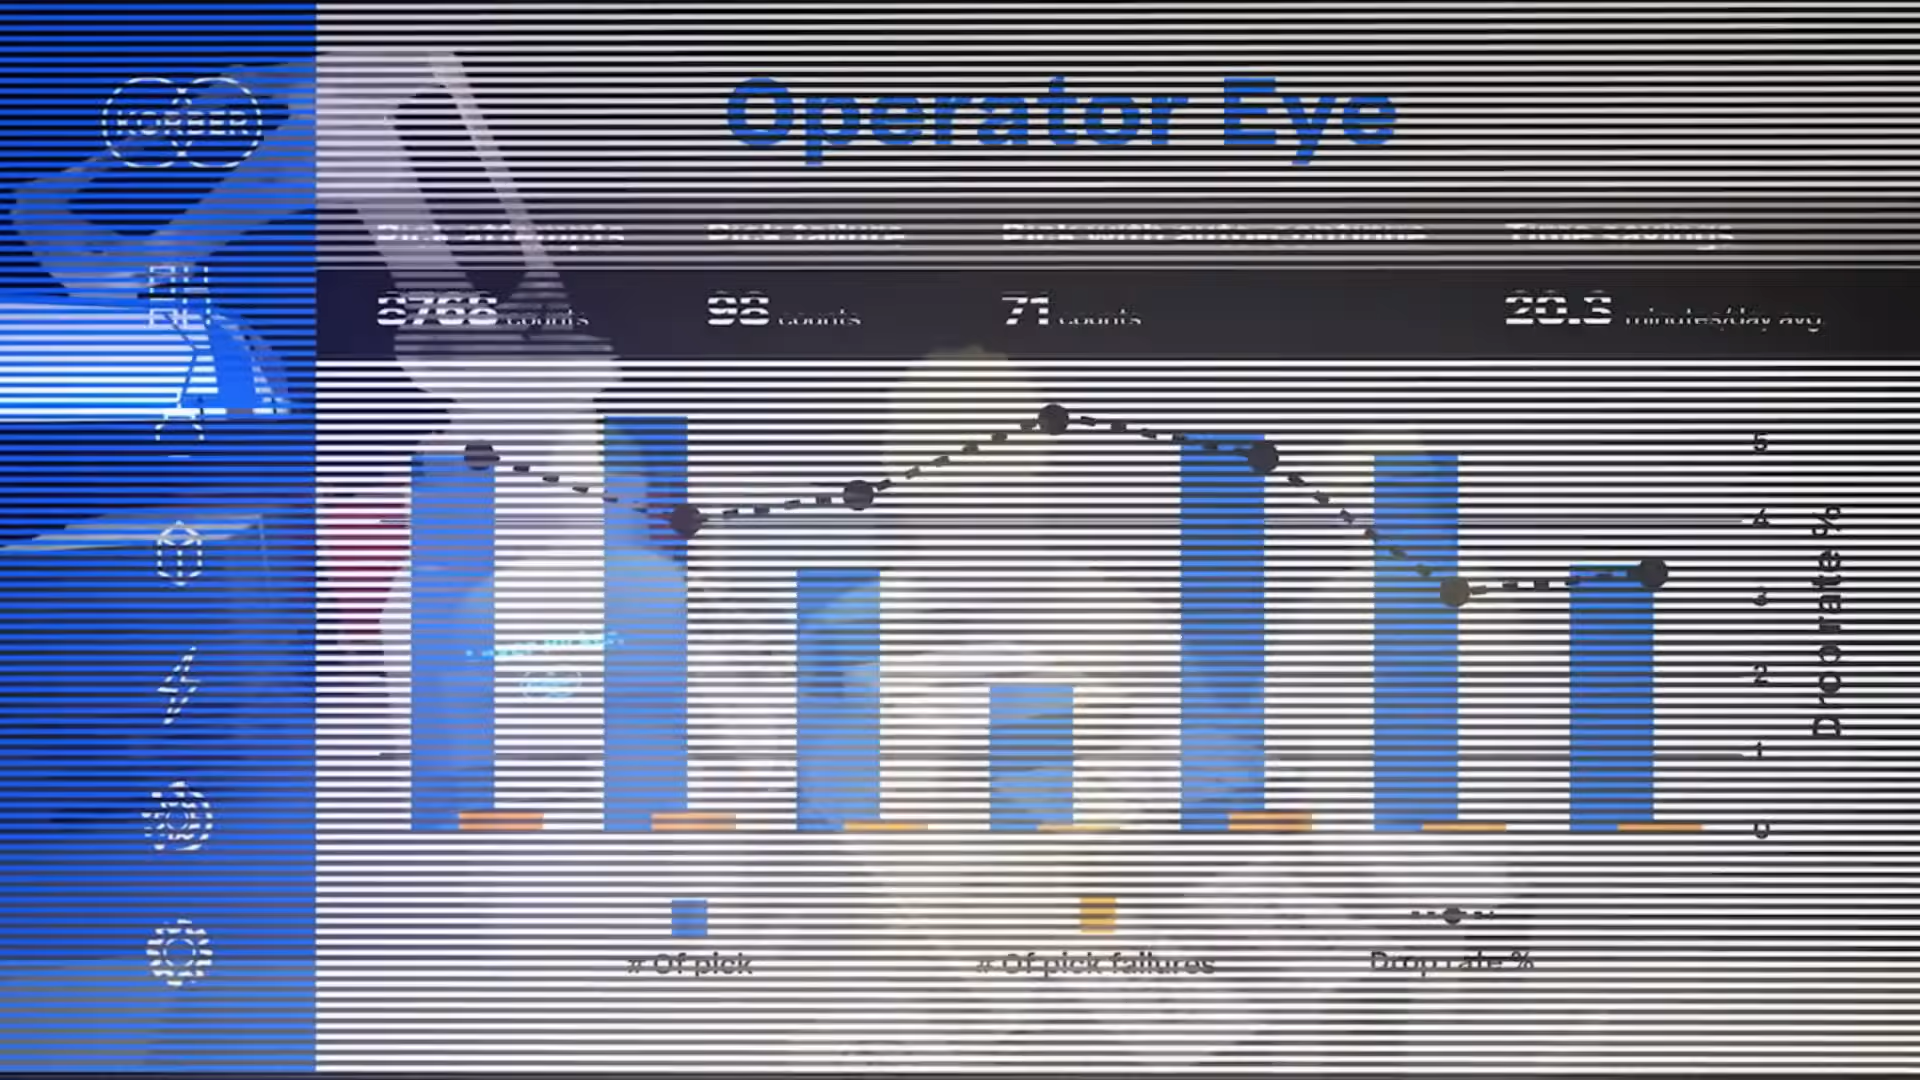 KÖRBER
Operator Eye
Pick attempts Pick failure Pick with auto-continue Time savings
8768 counts 98 counts 71 counts 20.3 minutes/day avg.
5
4
3
2
1
0
Drop rate %
# Of pick # Of pick failures Drop rate %